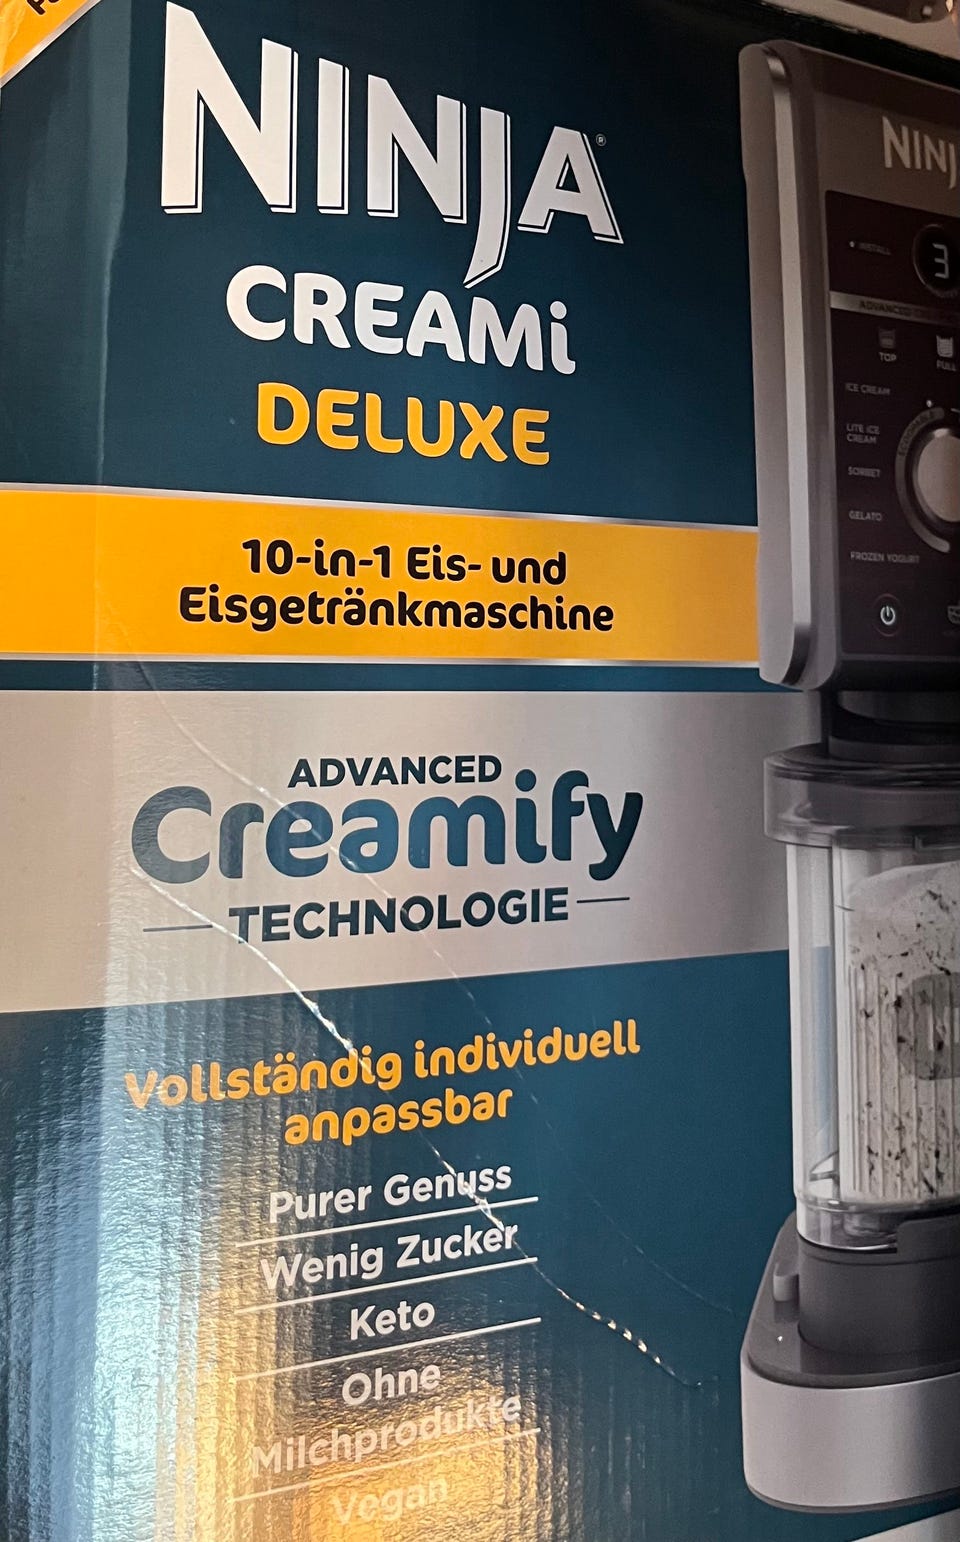 NINJA®
CREAMi
DELUXE
10-in-1 Eis- und
Eisgetränkmaschine
ADVANCED
Creamify
TECHNOLOGIE
Vollständig individuell
anpassbar
Purer Genuss
Wenig Zucker
Keto
Ohne
Milchprodukte
Vegan
INSTALL
3
ADVANCED
TOP
FULL
ICE CREAM
LITE ICE
CREAM
SORBET
GELATO
FROZEN YOGURT